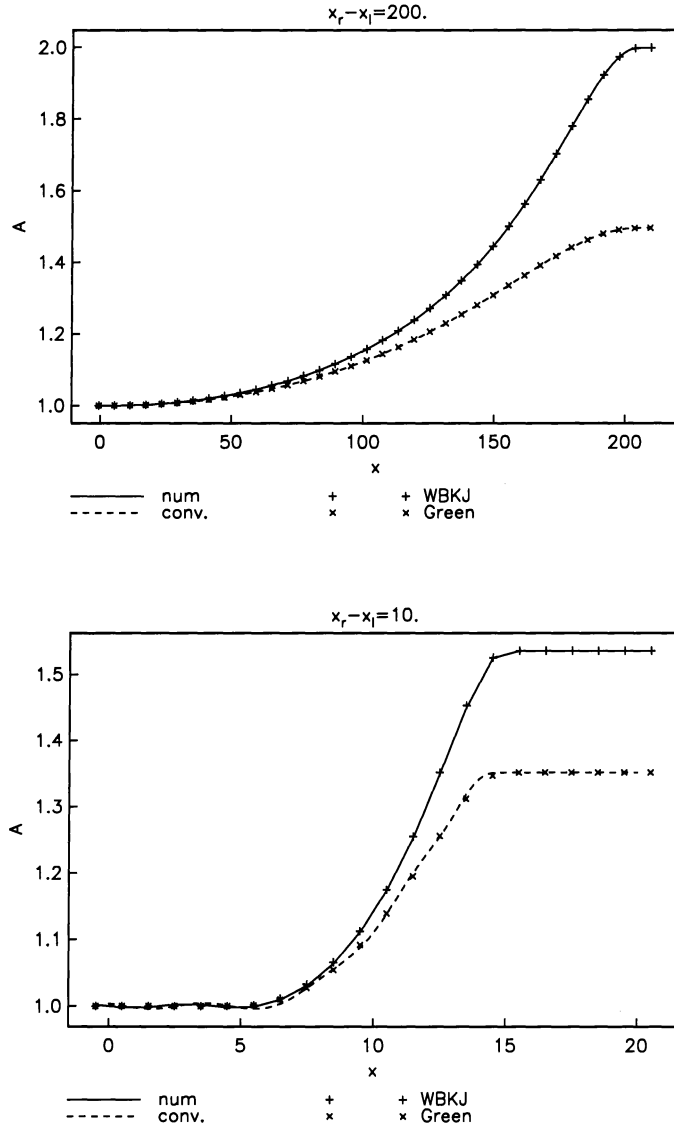 x_r-x_l=200.
2.0
1.8
1.6
1.4
1.2
1.0
A
0 50 100 150 200
x
num + + WBKJ
conv. × × Green
x_r-x_l=10.
1.5
1.4
1.3
1.2
1.1
1.0
A
0 5 10 15 20
x
num + + WBKJ
conv. × × Green